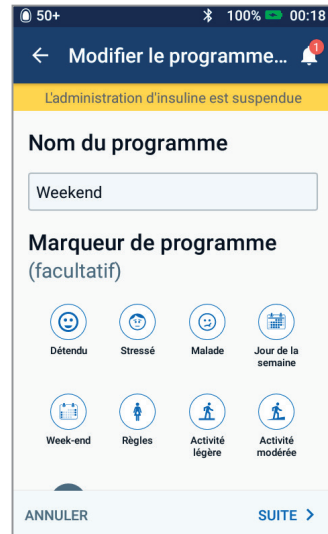 50+ 100% 00:18
Modifier le programme... 1
L'administration d'insuline est suspendue
Nom du programme
Weekend
Marqueur de programme
(facultatif)
Détendu Stressé Malade Jour de la
semaine
Week-end Règles Activité
légère Activité
modérée
ANNULER SUITE >